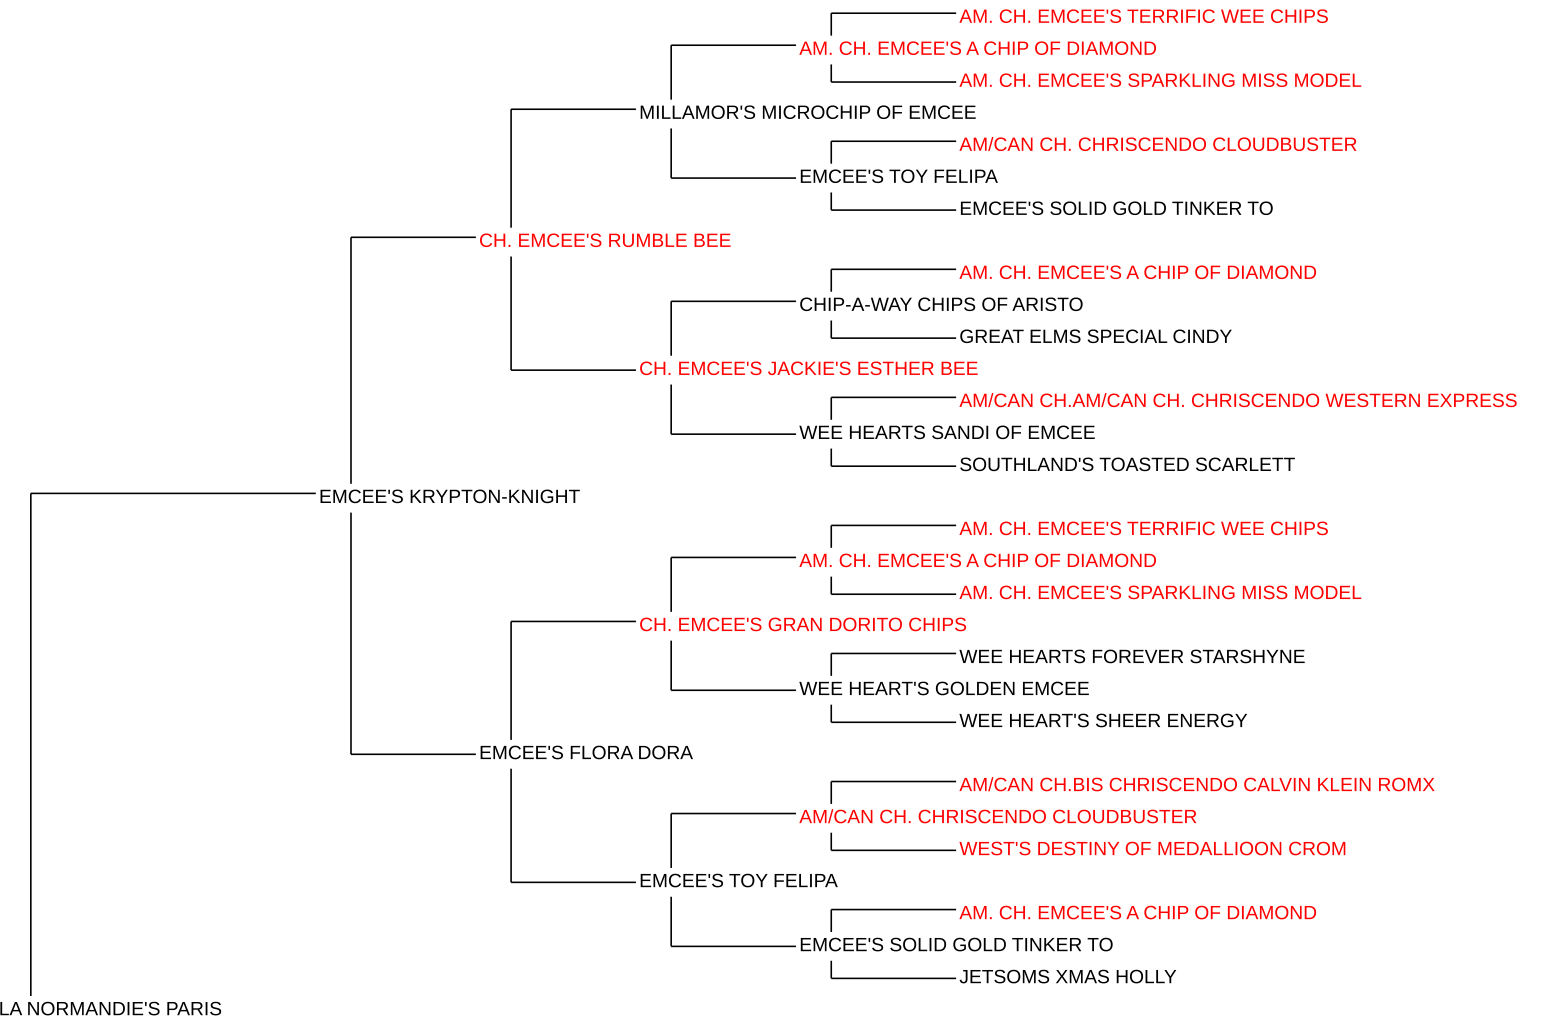 AM. CH. EMCEE'S TERRIFIC WEE CHIPS
AM. CH. EMCEE'S A CHIP OF DIAMOND
AM. CH. EMCEE'S SPARKLING MISS MODEL
MILLAMOR'S MICROCHIP OF EMCEE
AM/CAN CH. CHRISCENDO CLOUDBUSTER
EMCEE'S TOY FELIPA
EMCEE'S SOLID GOLD TINKER TO
CH. EMCEE'S RUMBLE BEE
AM. CH. EMCEE'S A CHIP OF DIAMOND
CHIP-A-WAY CHIPS OF ARISTO
GREAT ELMS SPECIAL CINDY
CH. EMCEE'S JACKIE'S ESTHER BEE
AM/CAN CH.AM/CAN CH. CHRISCENDO WESTERN EXPRESS
WEE HEARTS SANDI OF EMCEE
SOUTHLAND'S TOASTED SCARLETT
EMCEE'S KRYPTON-KNIGHT
AM. CH. EMCEE'S TERRIFIC WEE CHIPS
AM. CH. EMCEE'S A CHIP OF DIAMOND
AM. CH. EMCEE'S SPARKLING MISS MODEL
CH. EMCEE'S GRAN DORITO CHIPS
WEE HEARTS FOREVER STARSHYNE
WEE HEART'S GOLDEN EMCEE
WEE HEART'S SHEER ENERGY
EMCEE'S FLORA DORA
AM/CAN CH.BIS CHRISCENDO CALVIN KLEIN ROMX
AM/CAN CH. CHRISCENDO CLOUDBUSTER
WEST'S DESTINY OF MEDALLIOON CROM
EMCEE'S TOY FELIPA
AM. CH. EMCEE'S A CHIP OF DIAMOND
EMCEE'S SOLID GOLD TINKER TO
JETSOMS XMAS HOLLY
LA NORMANDIE'S PARIS